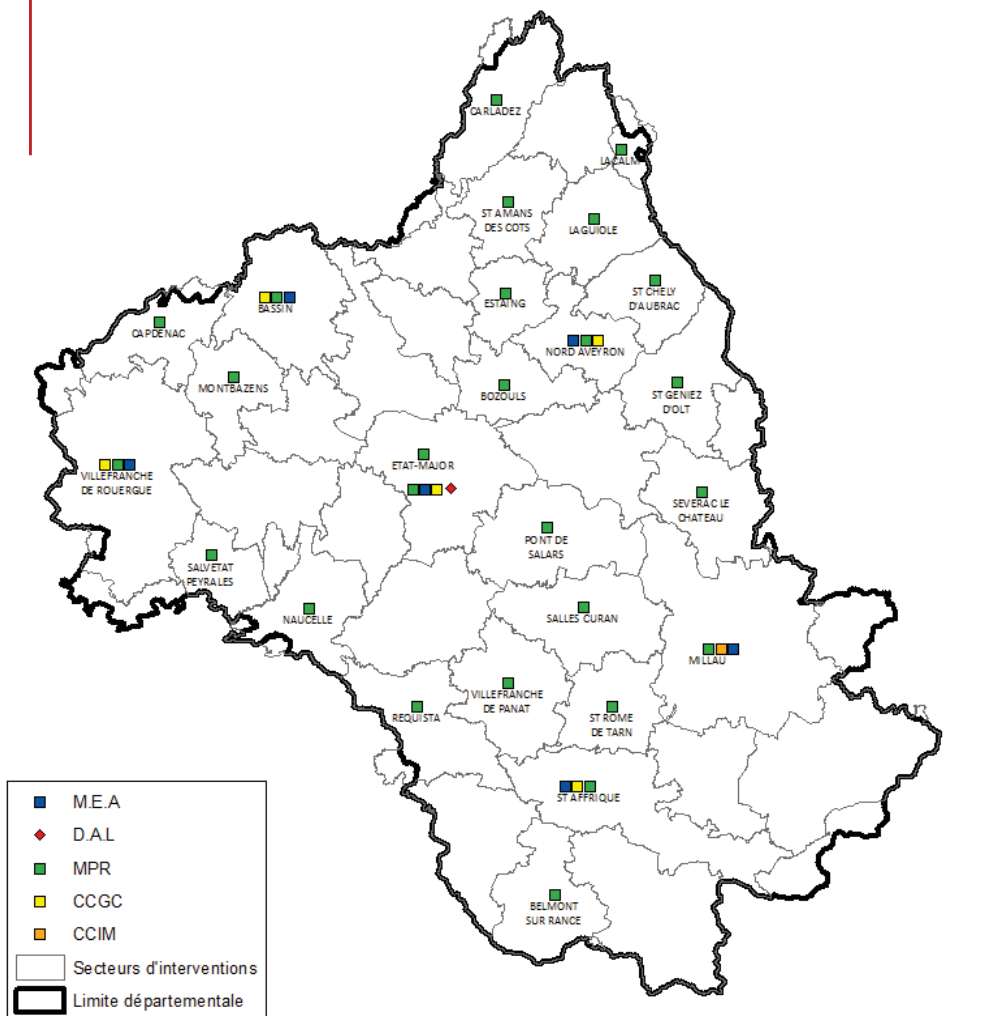 CARLADEZ
LACALM
ST AMANS
DES COTS
LAGUIOLE
ST CHELY
D'AUBRAC
ESTAING
BASSIN
CAPDENAC
NORD AVEYRON
MONTBAZENS
BOZOULS
ST GENIEZ
D'OLT
ETAT-MAJOR
VILLEFRANCHE
DE ROUERGUE
SEVERAC LE
CHATEAU
PONT DE
SALARS
SALVETAT
PEYRALES
NAUCELLE
SALLES CURAN
MILLAU
VILLEFRANCHE
DE PANAT
REQUISTA
ST ROME
DE TARN
ST AFFRIQUE
BELMONT
SUR RANCE
M.E.A
D.A.L
MPR
CCGC
CCIM
Secteurs d'interventions
Limite départementale